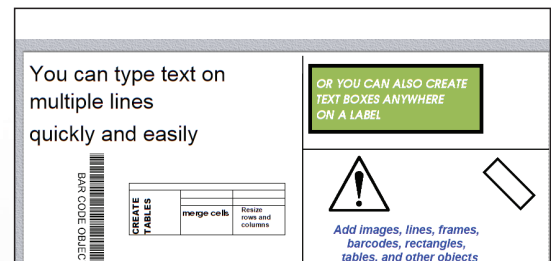 You can type text on
multiple lines
quickly and easily
OR YOU CAN ALSO CREATE
TEXT BOXES ANYWHERE
ON A LABEL
BAR CODE OBJEC
CREATE
TABLES
merge cells
Resize
rows and
columns
Add images, lines, frames,
barcodes, rectangles,
tables, and other objects